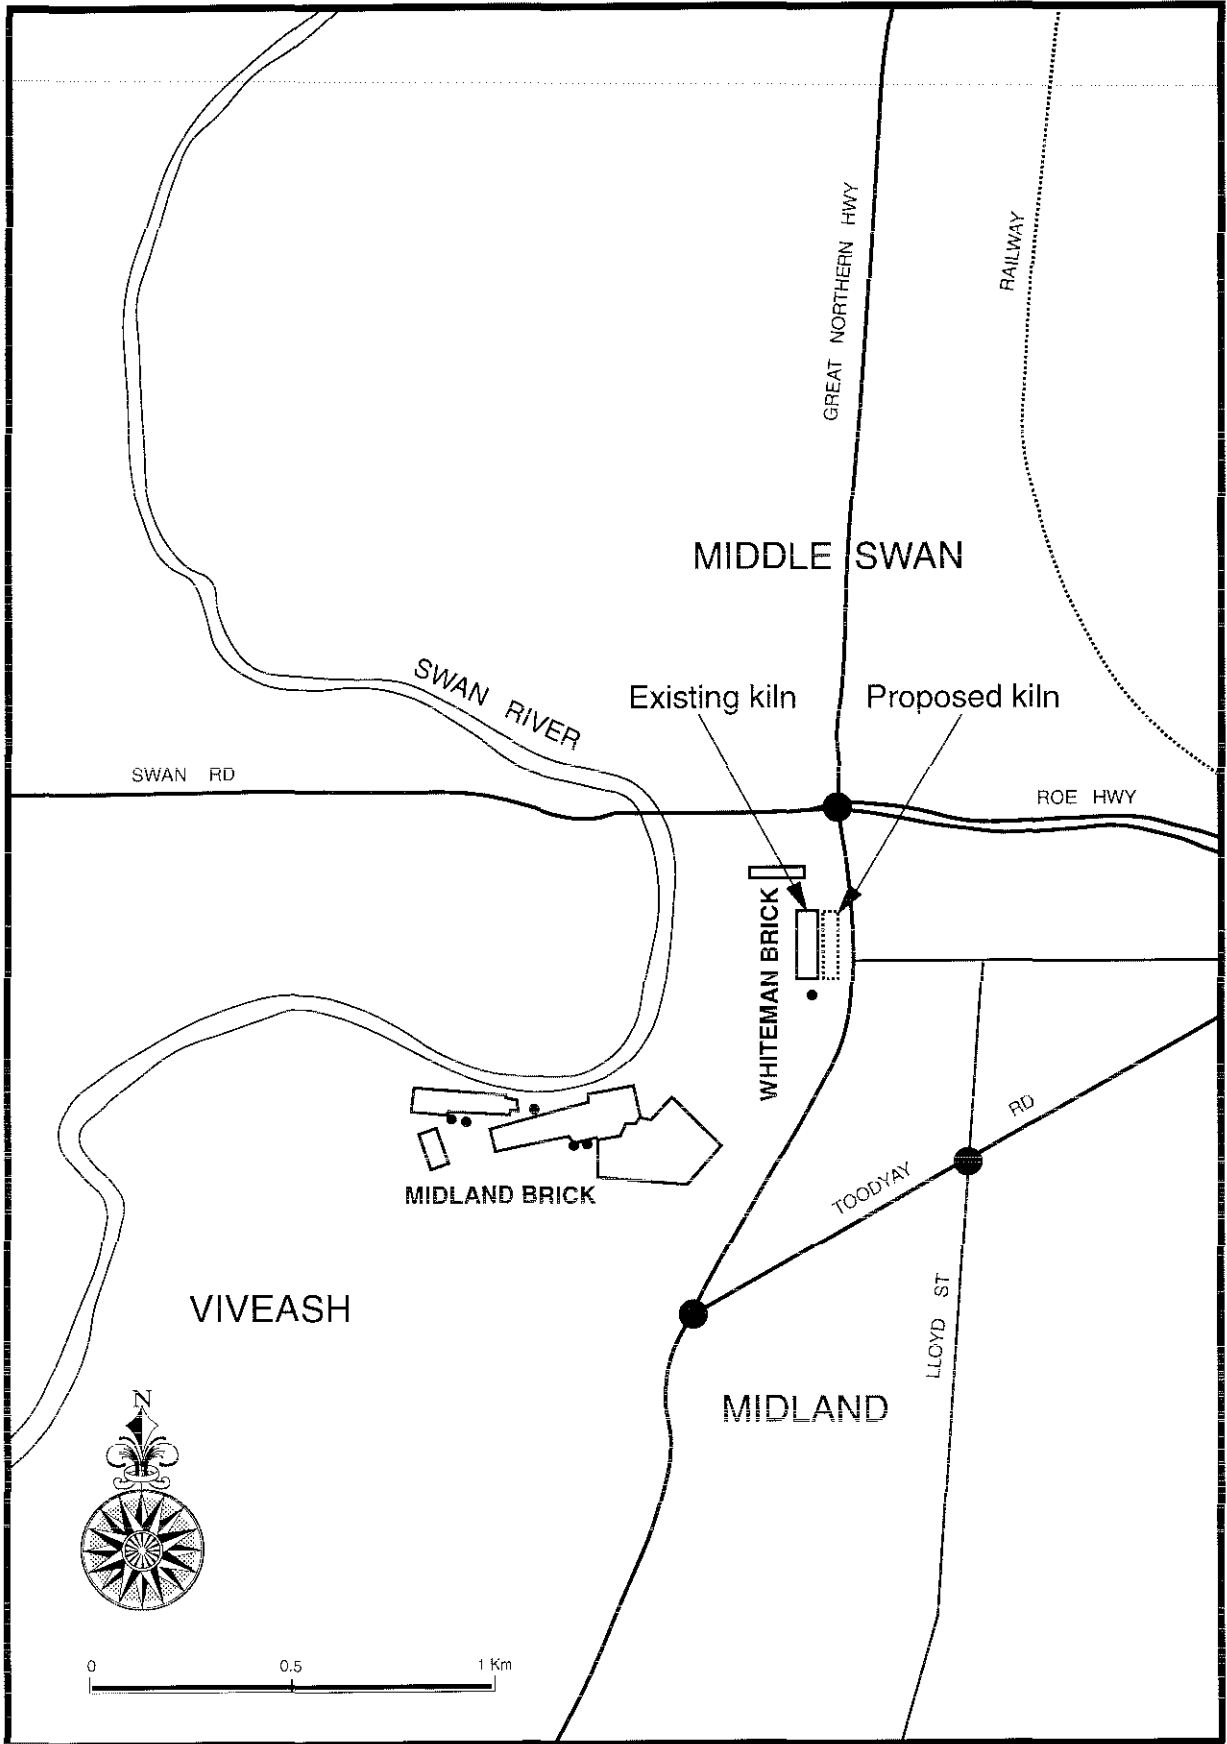 GREAT NORTHERN HWY
RAILWAY
MIDDLE SWAN
SWAN RIVER
Existing kiln
Proposed kiln
SWAN RD
ROE HWY
WHITEMAN BRICK
TOODYAY RD
MIDLAND BRICK
LLOYD ST
VIVEASH
MIDLAND
N
0 0.5 1 Km